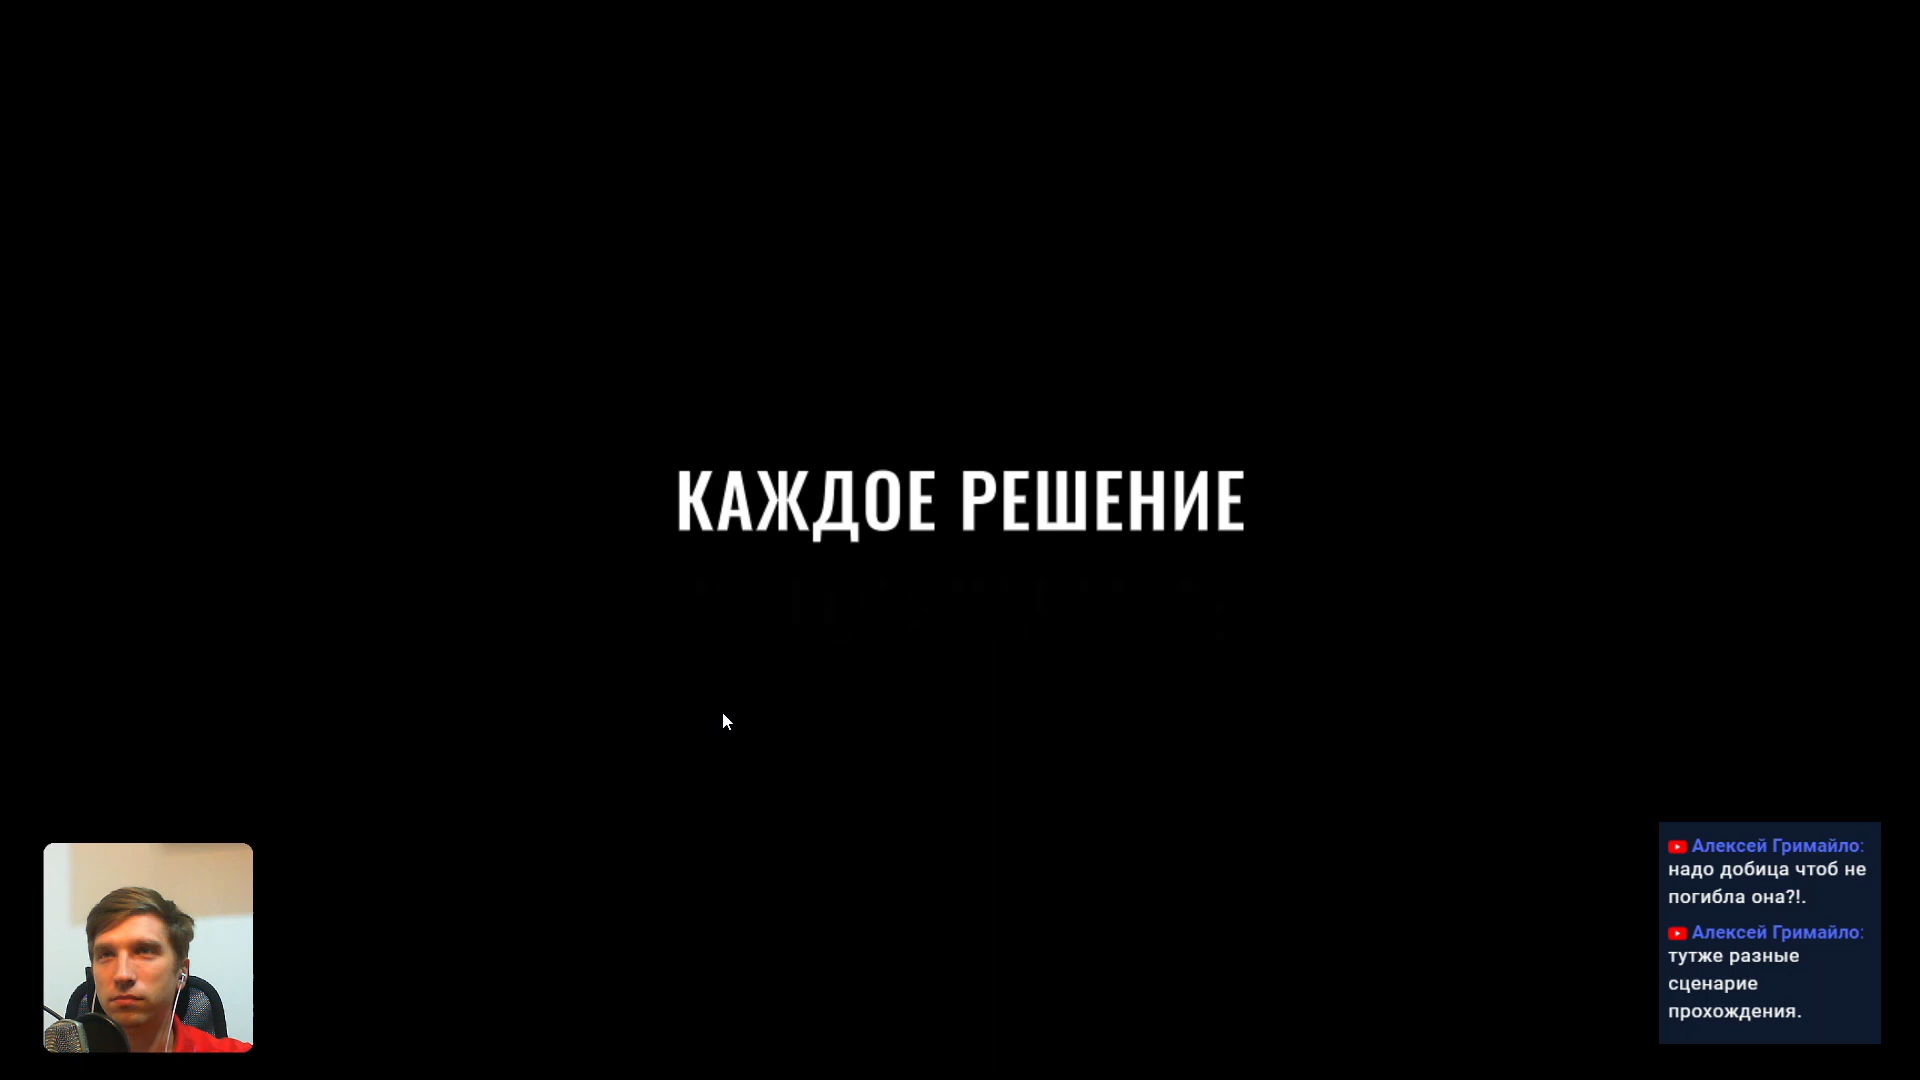 КАЖДОЕ РЕШЕНИЕ
Алексей Гримайло:
надо добица чтоб не
погибла она?!.
Алексей Гримайло:
тутже разные
сценарие
прохождения.